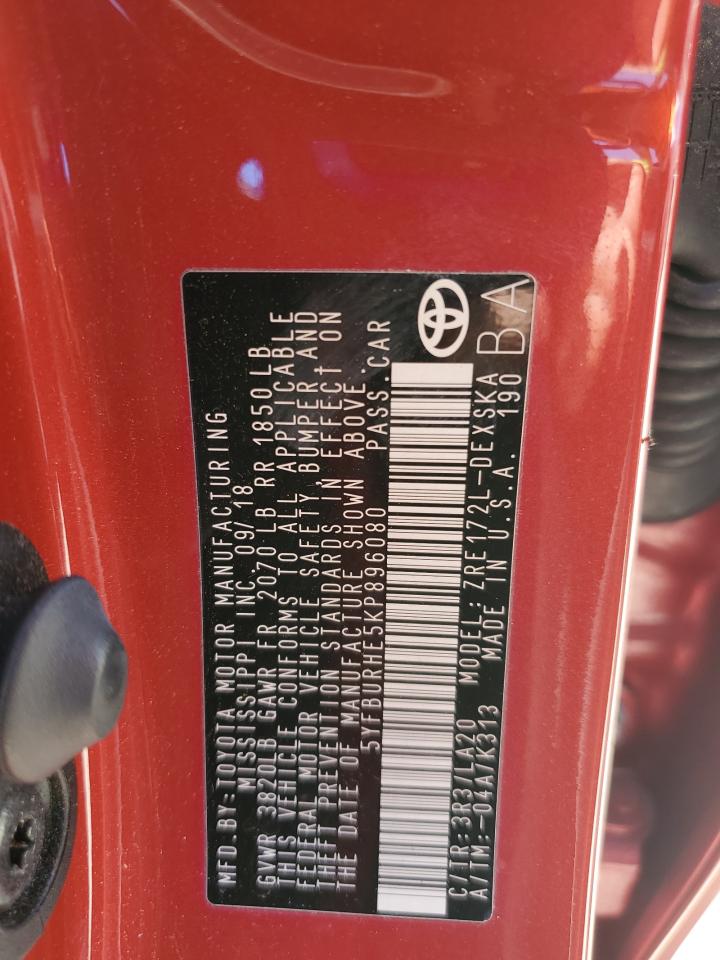 MFD BY: TOYOTA MOTOR MANUFACTURING
MISSISSIPPI INC. 09/18
GVWR 3820LB GAWR FR 2070 LB RR 1850 LB
THIS VEHICLE CONFORMS TO ALL APPLICABLE
FEDERAL MOTOR VEHICLE SAFETY, BUMPER AND
THEFT PREVENTION STANDARDS IN EFFECT ON
THE DATE OF MANUFACTURE SHOWN ABOVE.
5YFBURHE5KP896080 PASS. CAR
C/TR: 3R3/LA20 MODEL: ZRE172L-DEXSKA
A/TM: -04A/K313 MADE IN U.S.A. 190
BA